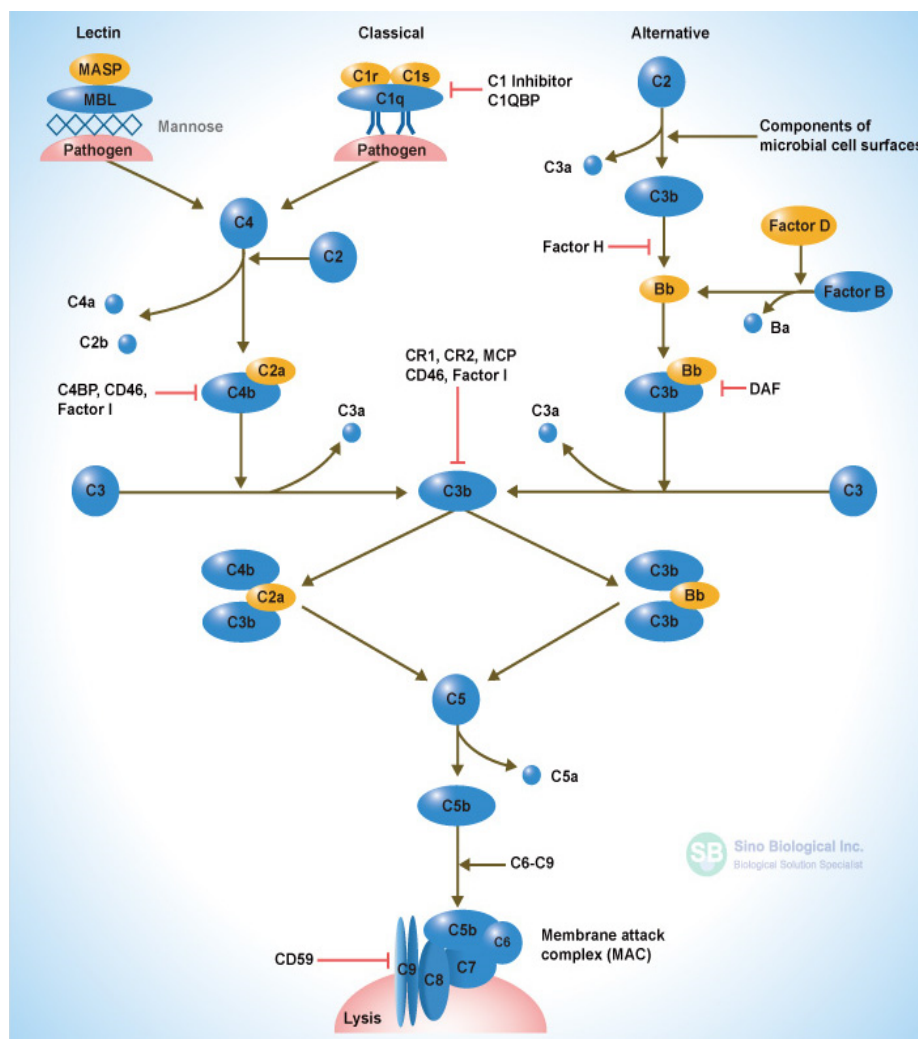 Lectin
Classical
Alternative
MASP
MBL
Mannose
Pathogen
C1r
C1s
C1q
Pathogen
C1 Inhibitor
C1QBP
C2
Components of
microbial cell surfaces
C3a
C3b
Factor H
Factor D
Bb
Factor B
Ba
C4
C2
C4a
C2b
C2a
C4b
C4BP, CD46,
Factor I
CR1, CR2, MCP
CD46, Factor I
Bb
C3b
DAF
C3a
C3a
C3
C3b
C3
C4b
C2a
C3b
C3b
Bb
C3b
C5
C5a
C5b
C6-C9
SB
Sino Biological Inc.
Biological Solution Specialist
C5b
C6
C7
C8
C9
Membrane attack
complex (MAC)
CD59
Lysis